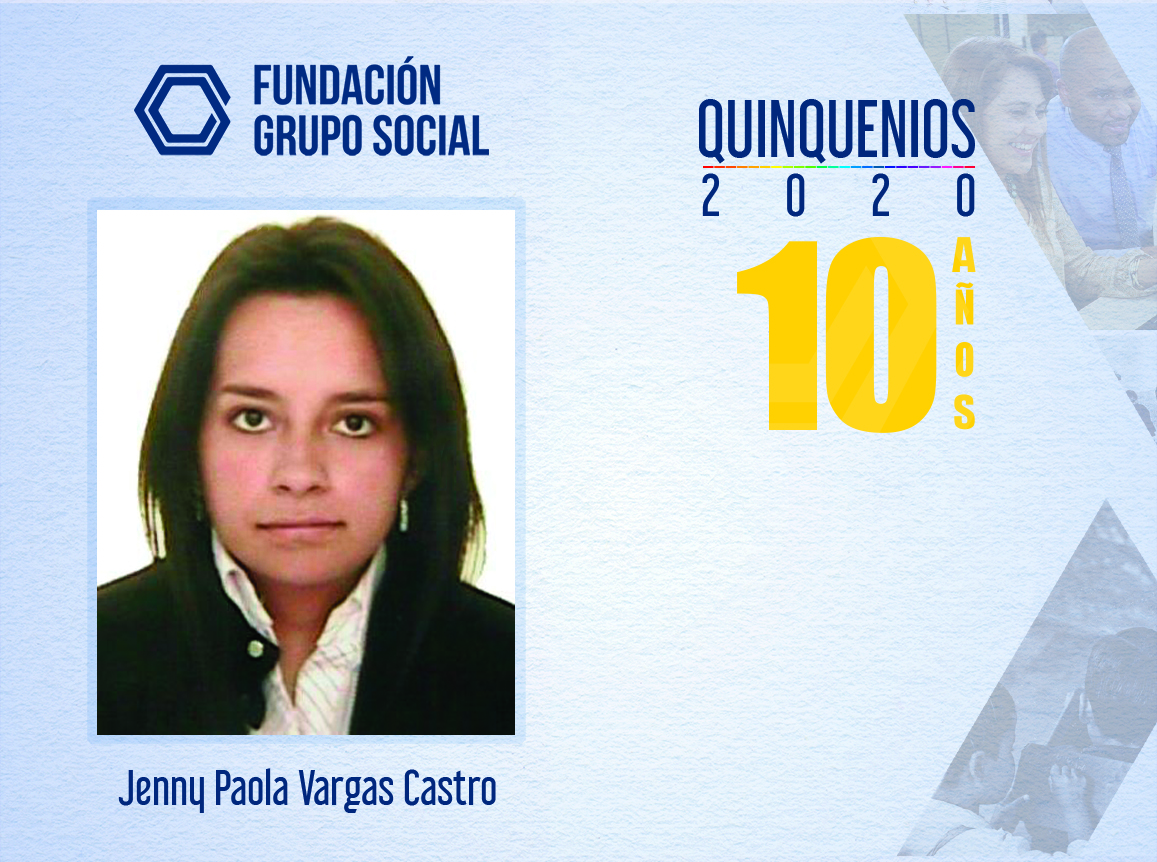 FUNDACIÓN
GRUPO SOCIAL
QUINQUENIOS
2020
10 AÑOS
Jenny Paola Vargas Castro